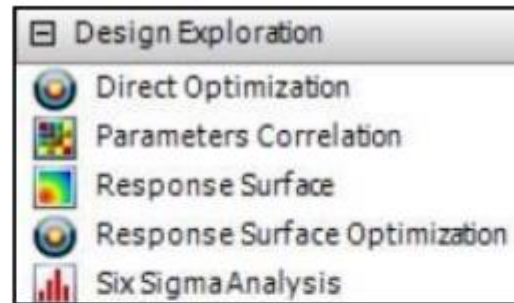 Design Exploration
Direct Optimization
Parameters Correlation
Response Surface
Response Surface Optimization
Six Sigma Analysis